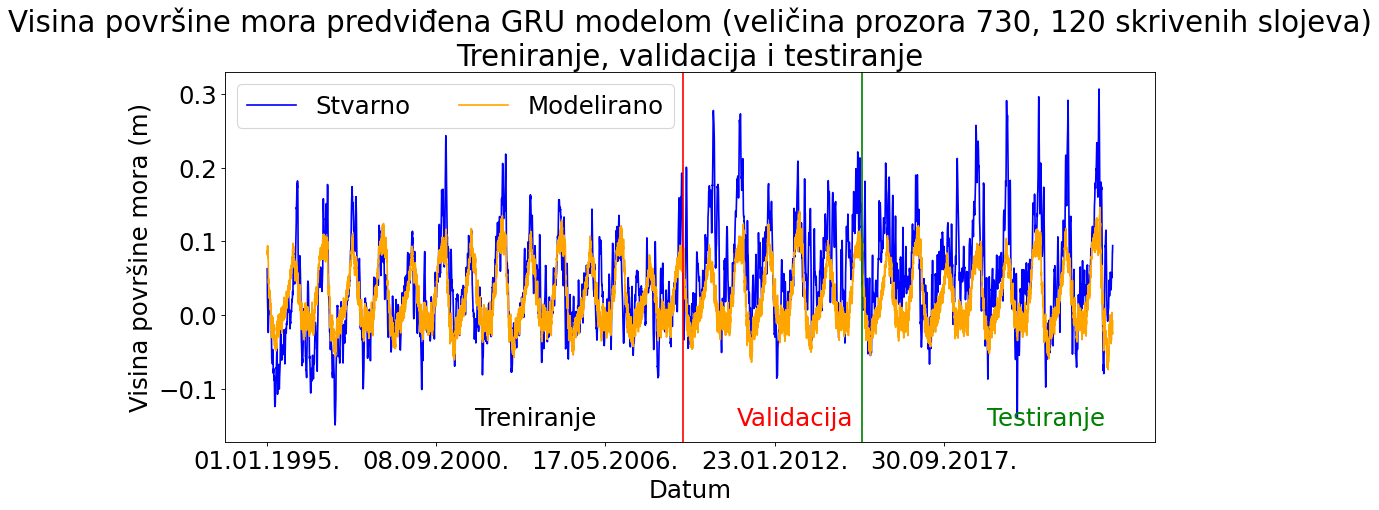 Visina površine mora predviđena GRU modelom (veličina prozora 730, 120 skrivenih slojeva)
Treniranje, validacija i testiranje
Stvarno Modelirano
Visina površine mora (m)
0.3
0.2
0.1
0.0
−0.1
Treniranje Validacija Testiranje
01.01.1995. 08.09.2000. 17.05.2006. 23.01.2012. 30.09.2017.
Datum